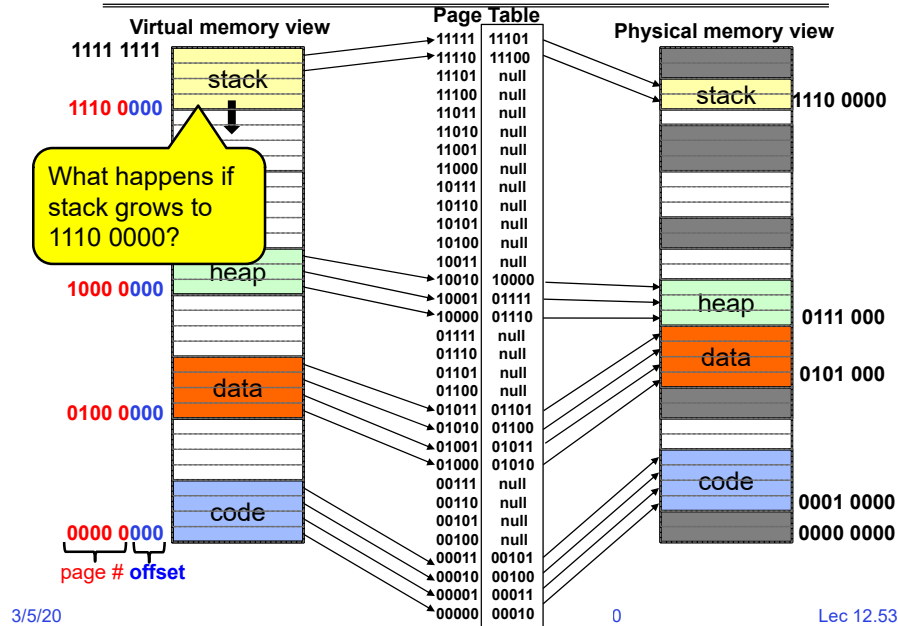 Virtual memory view
Page Table
Physical memory view
1111 1111
stack
1110 0000
What happens if
stack grows to
1110 0000?
heap
1000 0000
data
0100 0000
code
0000 0000
page # offset
11111 11101
11110 11100
11101 null
11100 null
11011 null
11010 null
11001 null
11000 null
10111 null
10110 null
10101 null
10100 null
10011 null
10010 10000
10001 01111
10000 01110
01111 null
01110 null
01101 null
01100 null
01011 01101
01010 01100
01001 01011
01000 01010
00111 null
00110 null
00101 null
00100 null
00011 00101
00010 00100
00001 00011
00000 00010
stack
1110 0000
heap
0111 000
data
0101 000
code
0001 0000
0000 0000
3/5/20
0
Lec 12.53